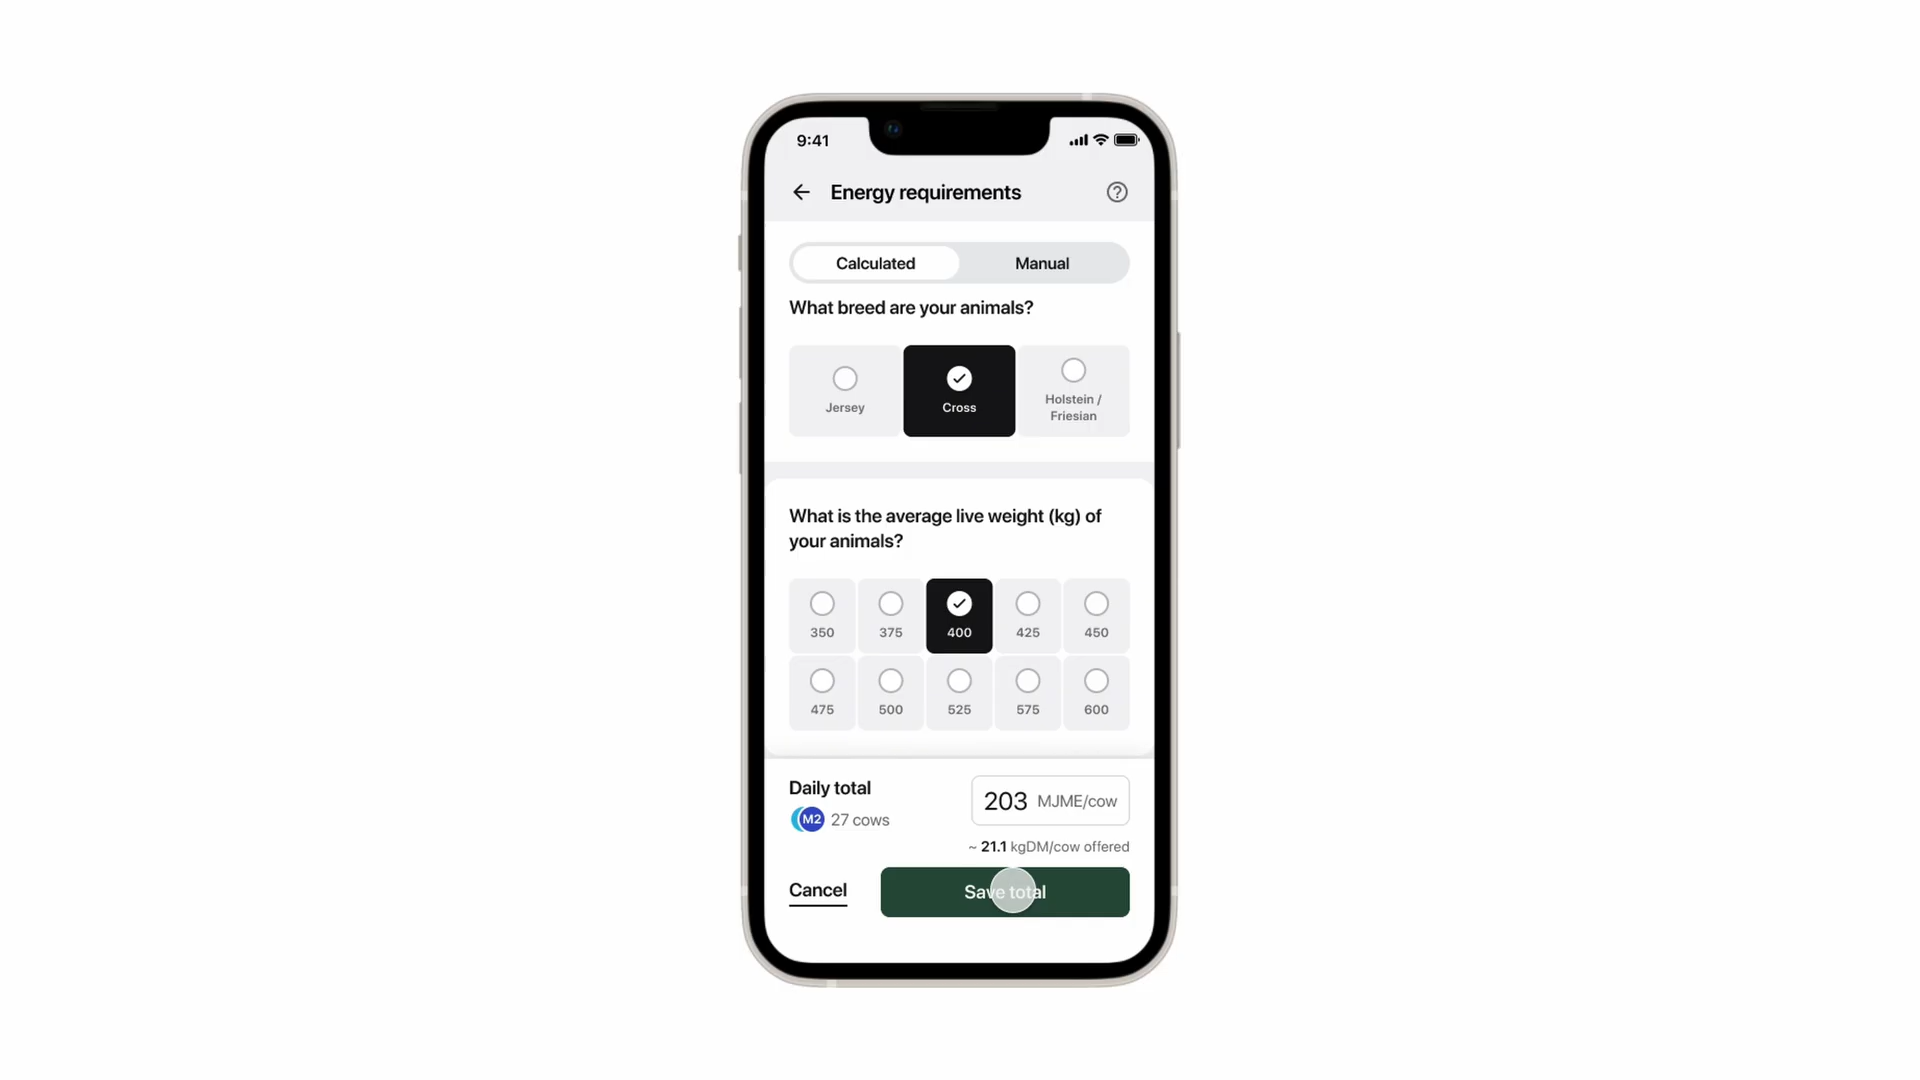 9:41
Energy requirements
Calculated Manual
What breed are your animals?
Jersey
Cross
Holstein /
Friesian
What is the average live weight (kg) of
your animals?
350 375 400 425 450
475 500 525 575 600
Daily total
203 MJME/cow
M2 27 cows
~ 21.1 kgDM/cow offered
Cancel
Save total